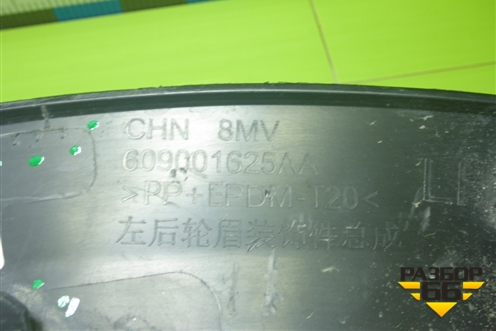 CHN 8MV
609001625AA
>PP+EPDM-T20<
左后轮眉装饰件总成
РАЗБОР
66